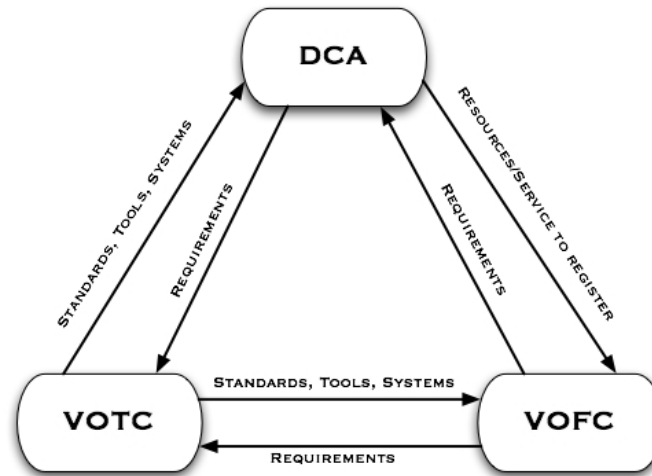 DCA
Standards, Tools, Systems
Requirements
Requirements
Resources/Service to register
VOTC
Standards, Tools, Systems
Requirements
VOFC